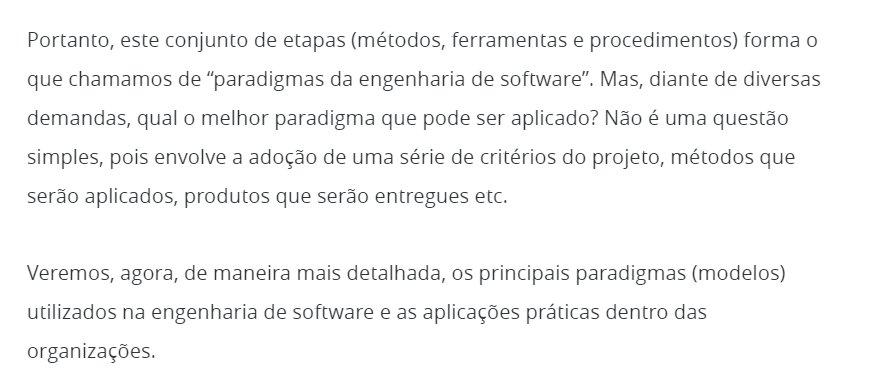 Portanto, este conjunto de etapas (métodos, ferramentas e procedimentos) forma o
que chamamos de “paradigmas da engenharia de software”. Mas, diante de diversas
demandas, qual o melhor paradigma que pode ser aplicado? Não é uma questão
simples, pois envolve a adoção de uma série de critérios do projeto, métodos que
serão aplicados, produtos que serão entregues etc.
Veremos, agora, de maneira mais detalhada, os principais paradigmas (modelos)
utilizados na engenharia de software e as aplicações práticas dentro das
organizações.